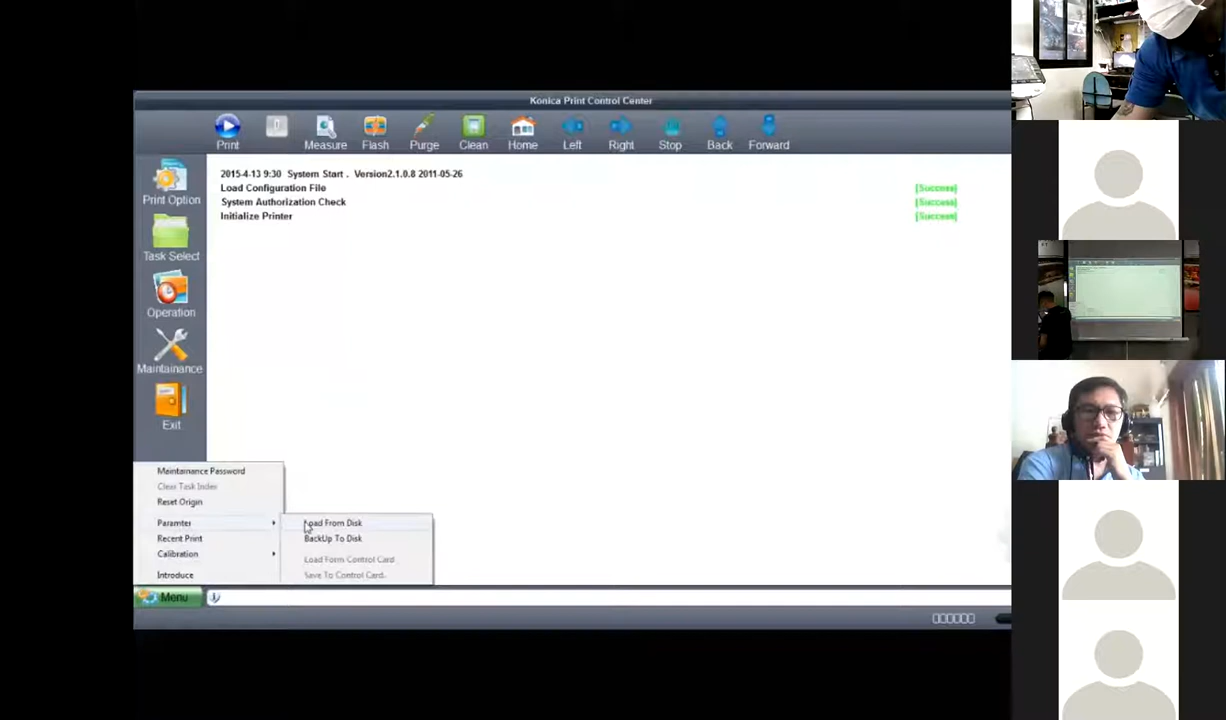 Konica Print Control Center
Print
0
Measure
Flash
Purge
Clean
Home
Left
Right
Stop
Back
Forward
Print Option
Task Select
Operation
Maintainance
Exit
2015-4-13 9:30 System Start . Version2.1.0.8 2011-05-26
Load Configuration File [Success]
System Authorization Check [Success]
Initialize Printer [Success]
Maintainance Password
Clear Task Index
Reset Origin
Paramter
Recent Print
Calibration
Introduce
Load From Disk
BackUp To Disk
Load Form Control Card
Save To Control Card
Menu